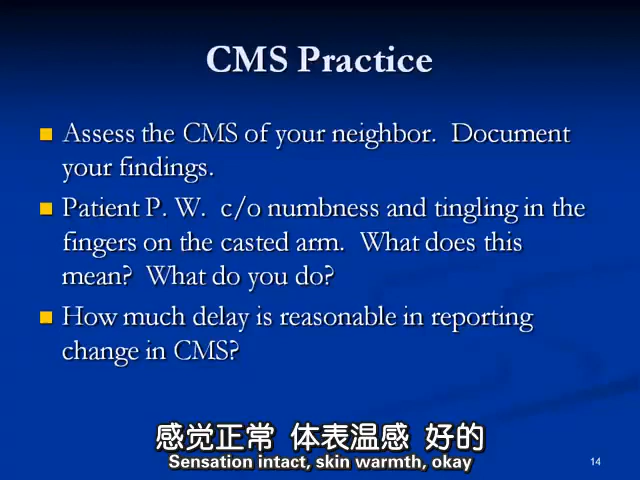 CMS Practice
Assess the CMS of your neighbor. Document
your findings.
Patient P. W. c/o numbness and tingling in the
fingers on the casted arm. What does this
mean? What do you do?
How much delay is reasonable in reporting
change in CMS?
感觉正常 体表温感 好的
Sensation intact, skin warmth, okay
14